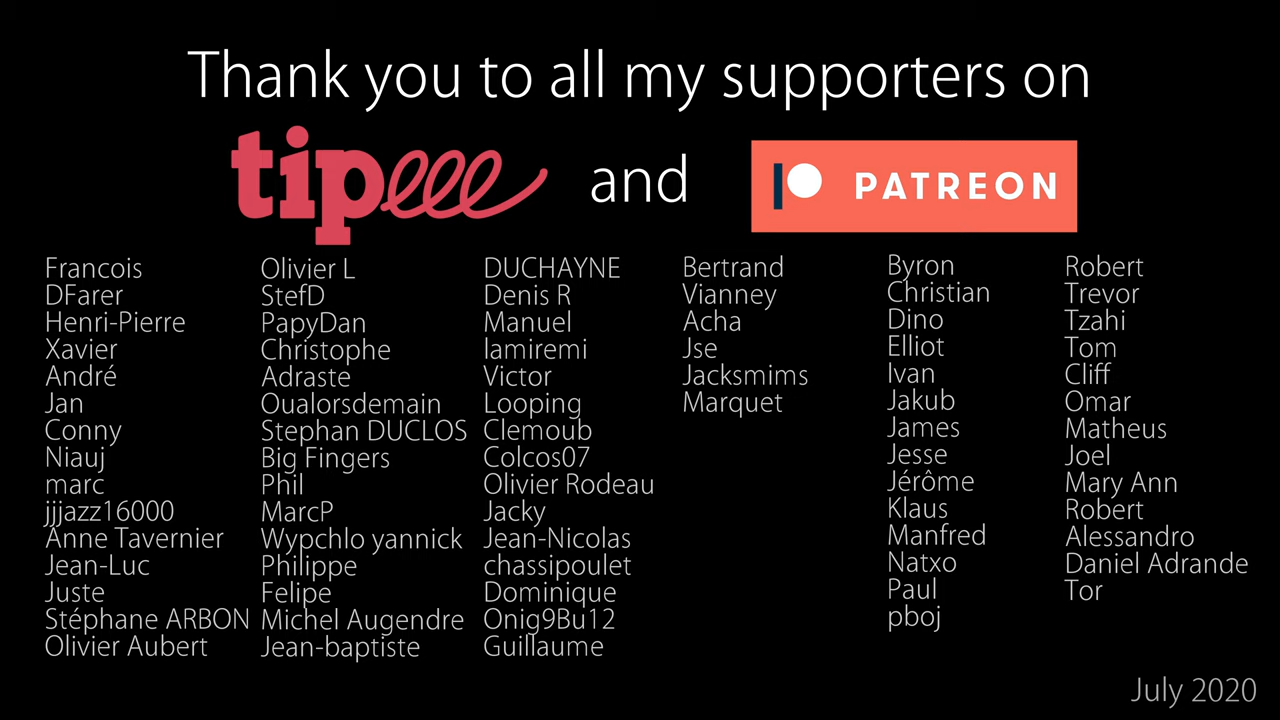 Thank you to all my supporters on
tipeee and PATREON
Francois
DFarer
Henri-Pierre
Xavier
André
Jan
Conny
Niauj
marc
jjjazz16000
Anne Tavernier
Jean-Luc
Juste
Stéphane ARBON
Olivier Aubert
Olivier L
StefD
PapyDan
Christophe
Adraste
Oualorsdemain
Stephan DUCLOS
Big Fingers
Phil
MarcP
Wypchlo yannick
Philippe
Felipe
Michel Augendre
Jean-baptiste
DUCHAYNE
Denis R
Manuel
lamiremi
Victor
Looping
Clemoub
Colcos07
Olivier Rodeau
Jacky
Jean-Nicolas
chassipoulet
Dominique
Onig9Bu12
Guillaume
Bertrand
Vianney
Acha
Jse
Jacksmims
Marquet
Byron
Christian
Dino
Elliot
Ivan
Jakub
James
Jesse
Jérôme
Klaus
Manfred
Natxo
Paul
pboj
Robert
Trevor
Tzahi
Tom
Cliff
Omar
Matheus
Joel
Mary Ann
Robert
Alessandro
Daniel Adrande
Tor
July 2020